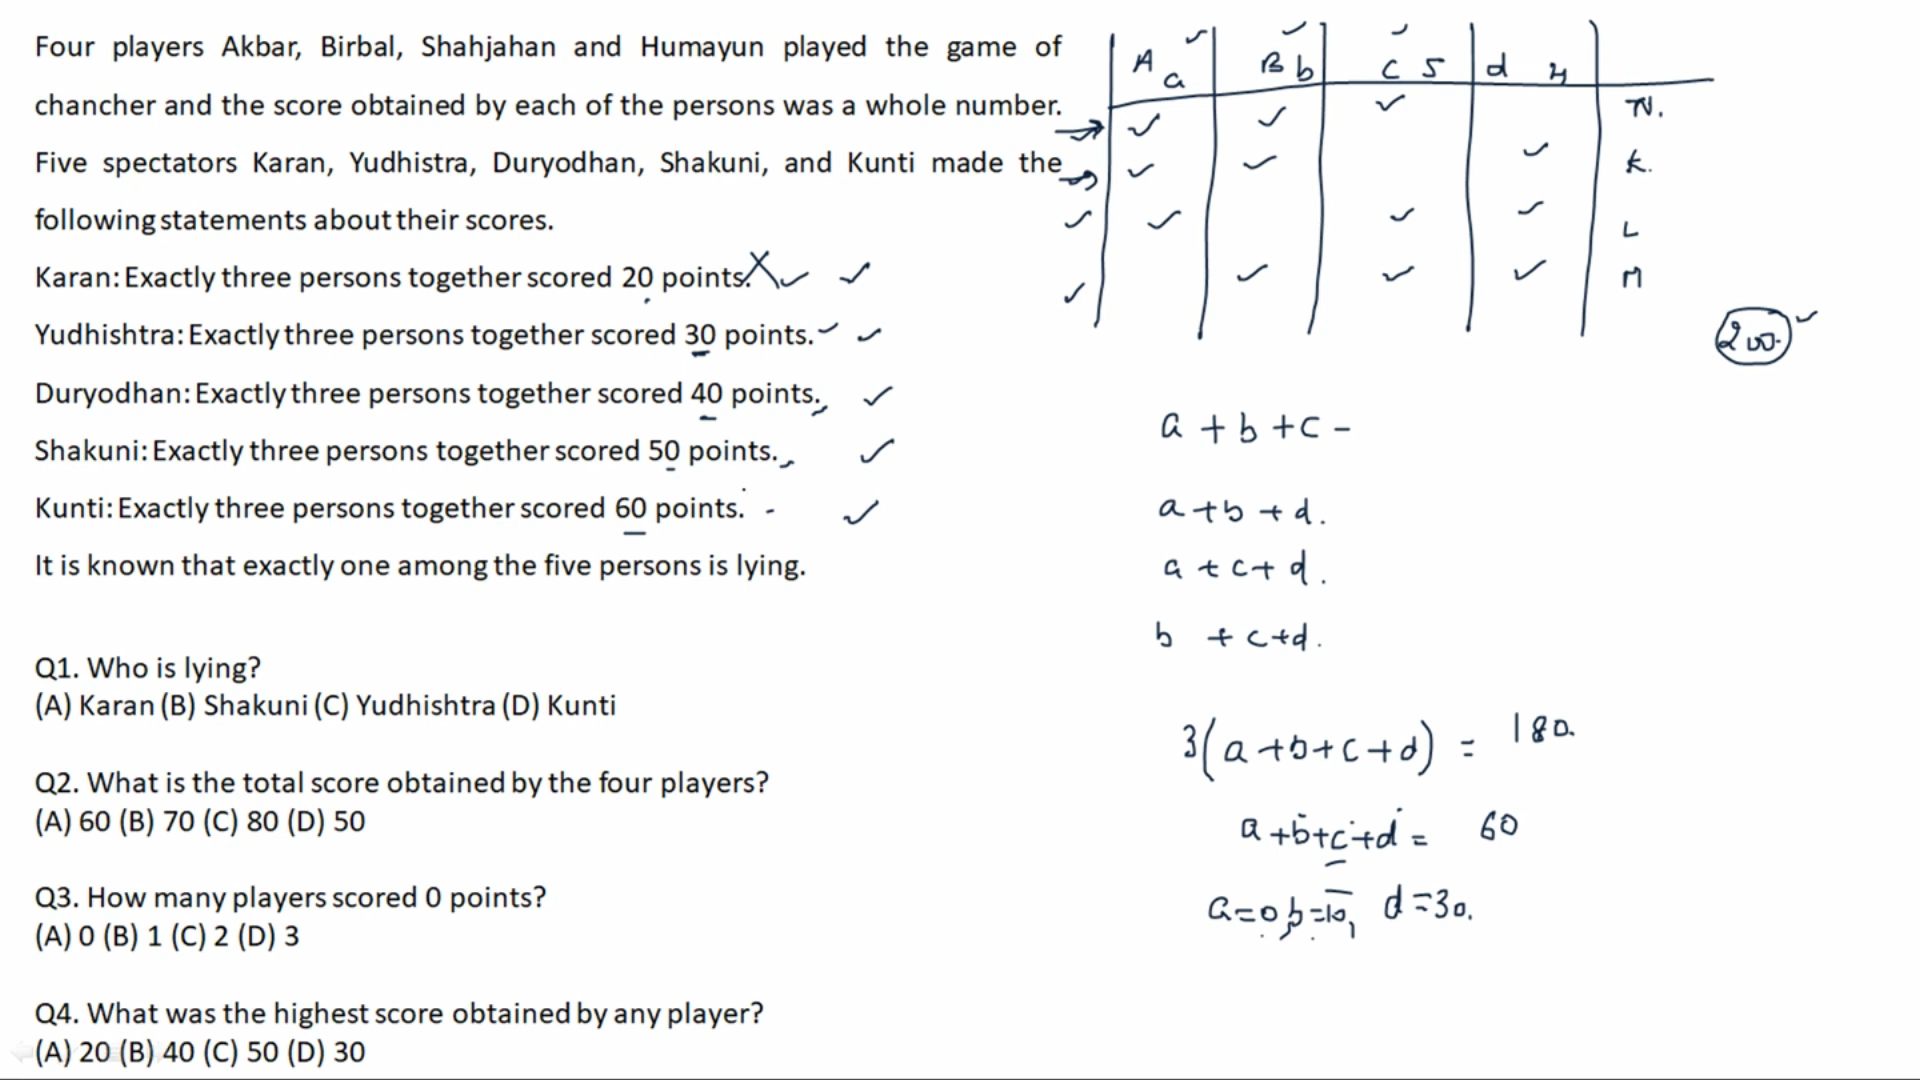 Four players Akbar, Birbal, Shahjahan and Humayun played the game of
chancher and the score obtained by each of the persons was a whole number.
Five spectators Karan, Yudhistra, Duryodhan, Shakuni, and Kunti made the
following statements about their scores.
Karan: Exactly three persons together scored 20 points.
Yudhishtra: Exactly three persons together scored 30 points.
Duryodhan: Exactly three persons together scored 40 points.
Shakuni: Exactly three persons together scored 50 points.
Kunti: Exactly three persons together scored 60 points.
It is known that exactly one among the five persons is lying.
Q1. Who is lying?
(A) Karan (B) Shakuni (C) Yudhishtra (D) Kunti
Q2. What is the total score obtained by the four players?
(A) 60 (B) 70 (C) 80 (D) 50
Q3. How many players scored 0 points?
(A) 0 (B) 1 (C) 2 (D) 3
Q4. What was the highest score obtained by any player?
(A) 20 (B) 40 (C) 50 (D) 30
A a B b c S d
N.
K.
L
M
200.
a + b + c -
a + b + d.
a + c + d.
b + c + d.
3(a + b + c + d) = 180.
a + b + c + d = 60
a = 0, b = 10, d = 30.